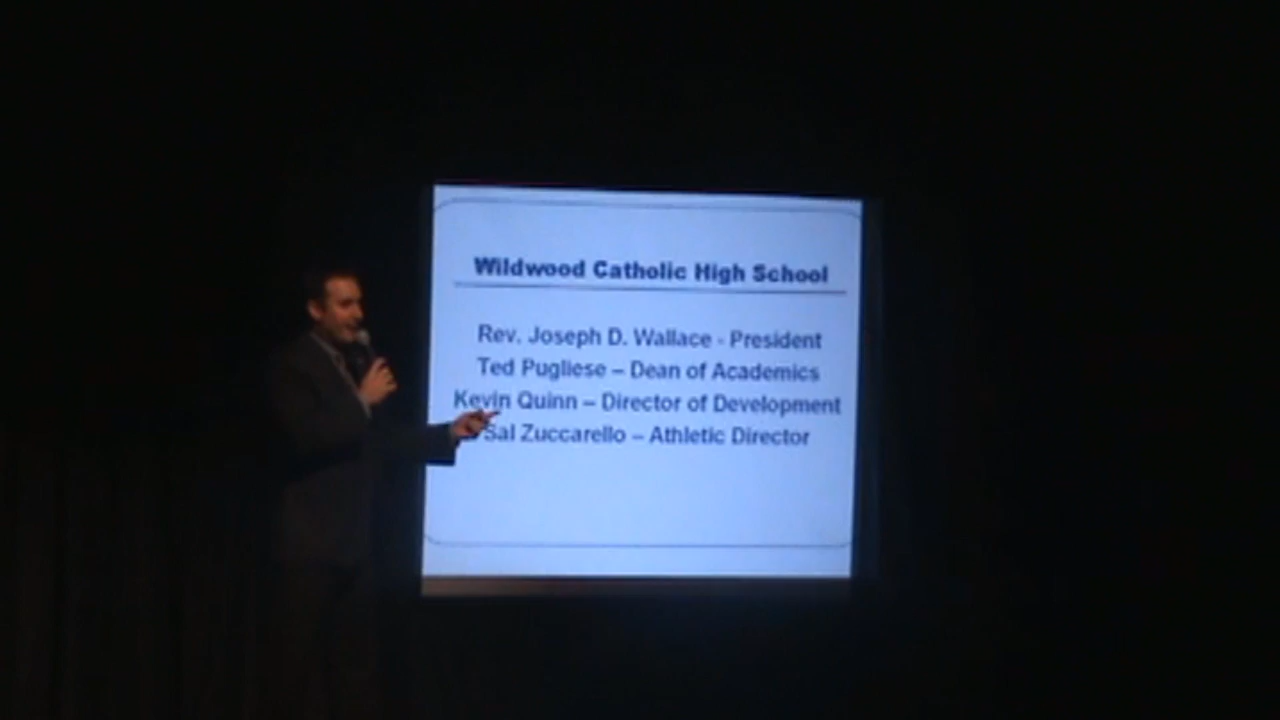 Wildwood Catholic High School
Rev. Joseph D. Wallace - President
Ted Pugliese – Dean of Academics
Kevin Quinn – Director of Development
Sal Zuccarello – Athletic Director